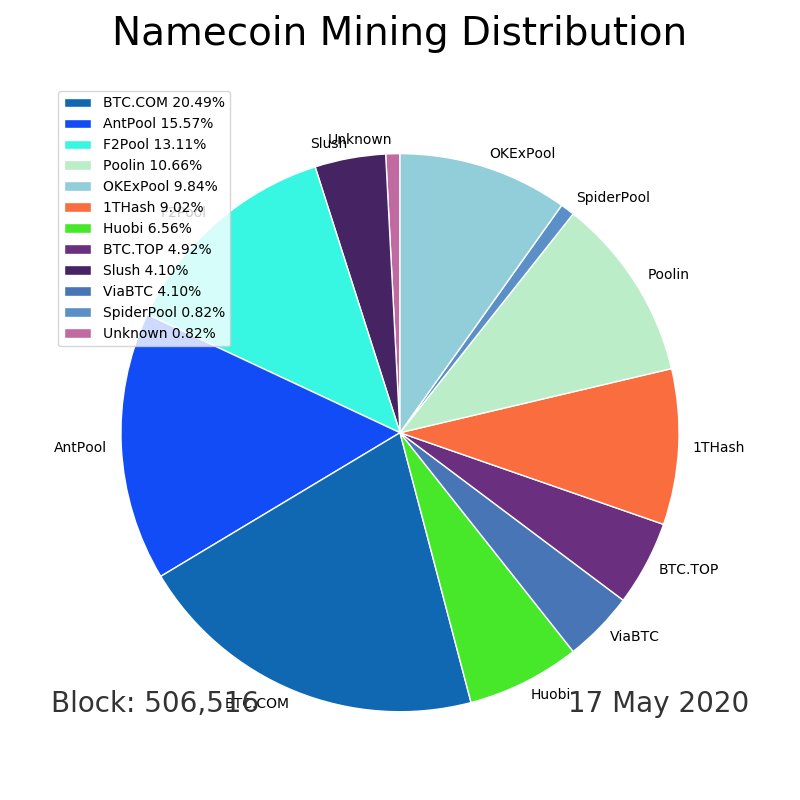 Namecoin Mining Distribution
BTC.COM 20.49%
AntPool 15.57%
F2Pool 13.11%
Poolin 10.66%
OKExPool 9.84%
1THash 9.02%
Huobi 6.56%
BTC.TOP 4.92%
Slush 4.10%
ViaBTC 4.10%
SpiderPool 0.82%
Unknown 0.82%
Slush
Unknown
OKExPool
SpiderPool
F2Pool
Poolin
AntPool
1THash
BTC.TOP
ViaBTC
Huobi
BTC.COM
Block: 506,516
17 May 2020